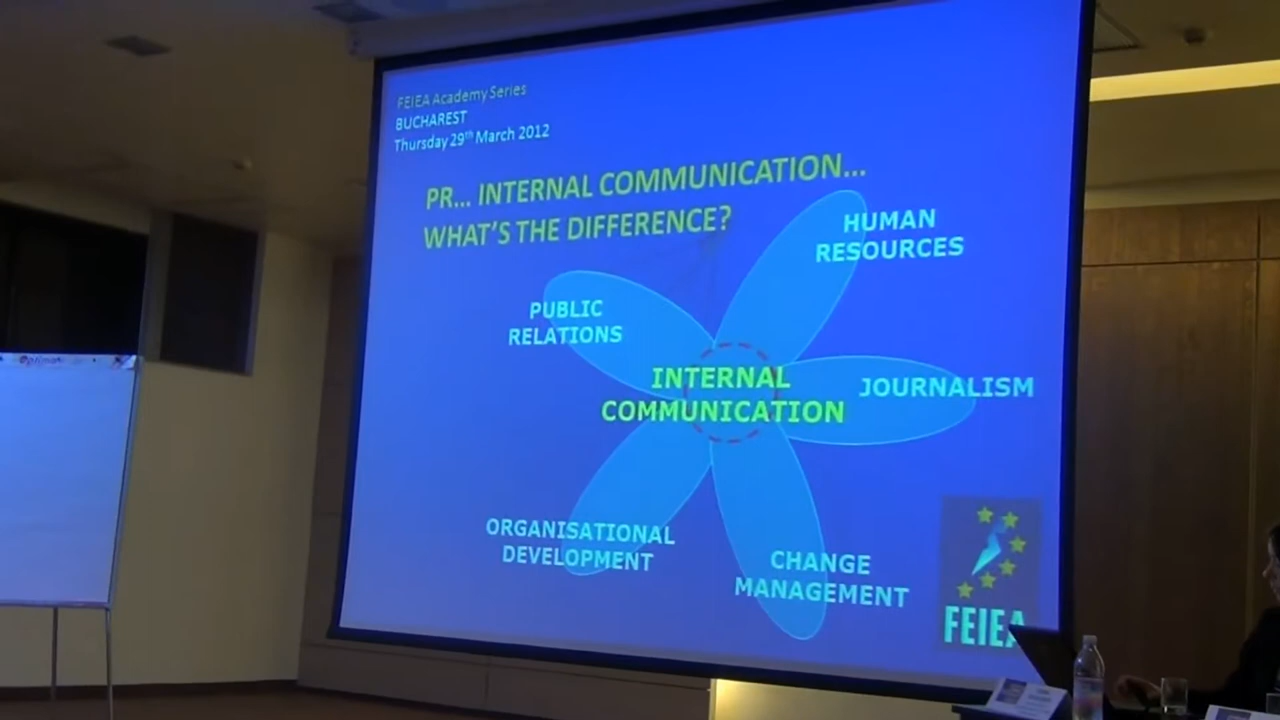 FEIEA Academy Series
BUCHAREST
Thursday 29th March 2012
PR... INTERNAL COMMUNICATION...
WHAT'S THE DIFFERENCE?
HUMAN
RESOURCES
PUBLIC
RELATIONS
INTERNAL
COMMUNICATION
JOURNALISM
ORGANISATIONAL
DEVELOPMENT
CHANGE
MANAGEMENT
FEIEA